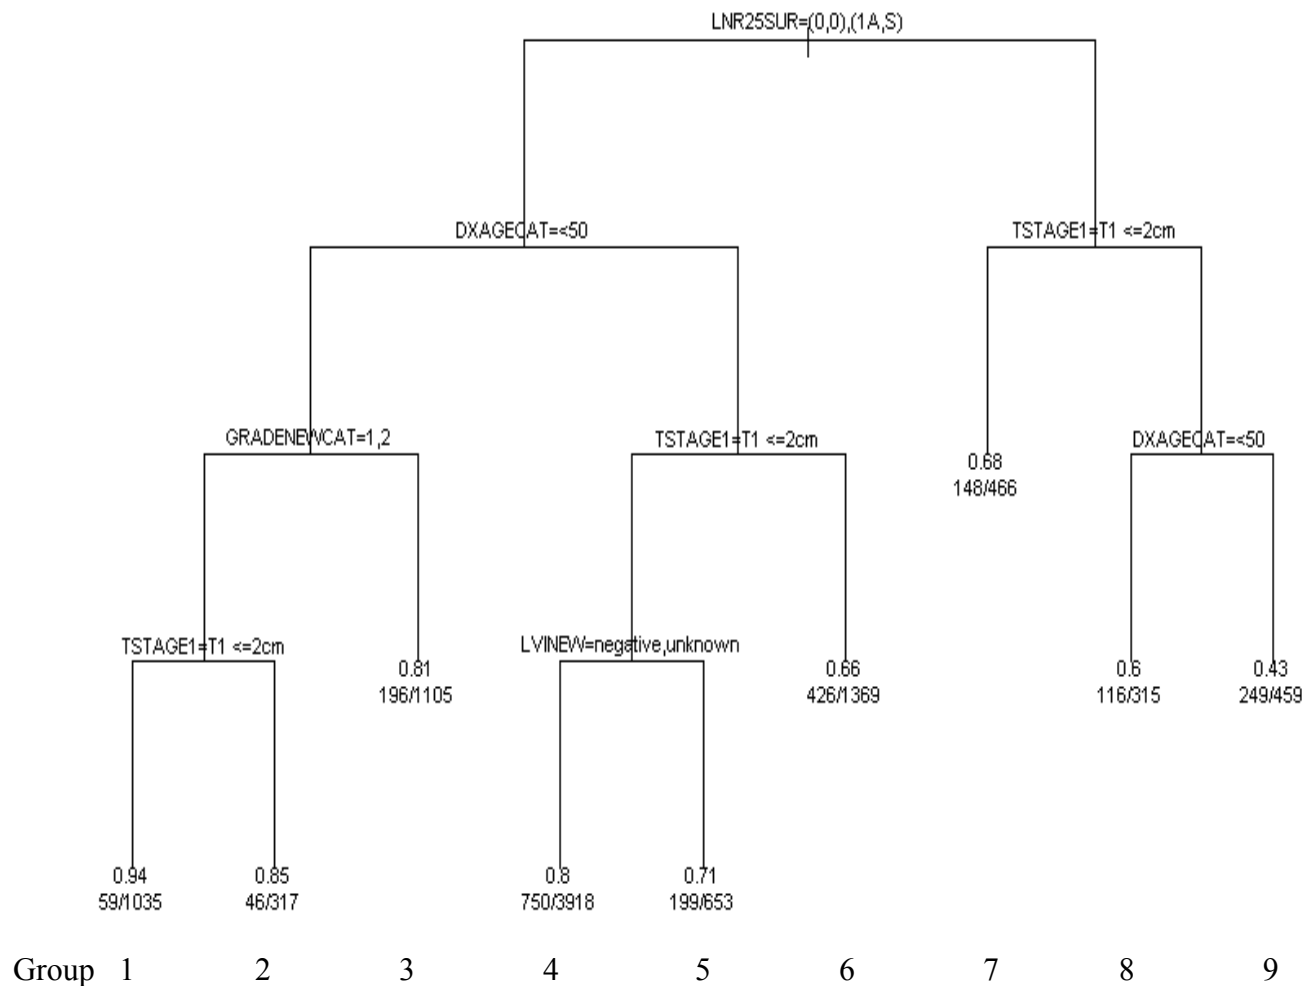 LNR25SUR=(0,0),(1A,S)
DXAGECAT=<50
TSTAGE1=T1 <=2cm
GRADENEWCAT=1,2
TSTAGE1=T1 <=2cm
0.68
148/466
DXAGECAT=<50
TSTAGE1=T1 <=2cm
0.81
196/1105
LVINEW=negative,unknown
0.66
426/1369
0.6
116/315
0.43
249/459
0.94
59/1035
0.85
46/317
0.8
750/3918
0.71
199/653
Group 1 2 3 4 5 6 7 8 9